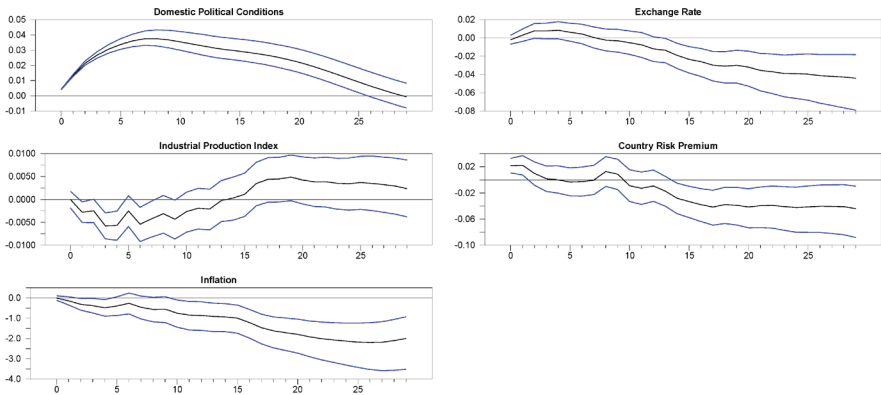 Domestic Political Conditions
0.05
0.04
0.03
0.02
0.01
0.00
-0.01
0 5 10 15 20 25
Exchange Rate
0.02
0.00
-0.02
-0.04
-0.06
-0.08
0 5 10 15 20 25
Industrial Production Index
0.0100
0.0050
0.0000
-0.0050
-0.0100
0 5 10 15 20 25
Country Risk Premium
0.02
-0.02
-0.06
-0.10
0 5 10 15 20 25
Inflation
0.0
-1.0
-2.0
-3.0
-4.0
0 5 10 15 20 25